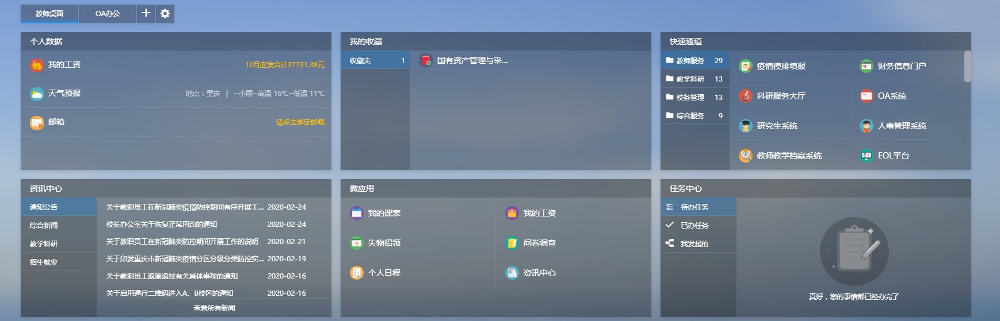 教师桌面
OA办公
个人数据
我的工资 12月应发合计37731.38元
天气预报 地点：重庆 | ~小雨~高温 16℃~低温 11℃
邮箱 请点击绑定邮箱
我的收藏
收藏夹 1
国有资产管理与采...
快速通道
教师服务 29
教学科研 13
校务管理 13
综合服务 9
疫情摸排填报
财务信息门户
科研服务大厅
OA系统
研究生系统
人事管理系统
教师教学档案系统
EOL平台
资讯中心
通知公告
综合新闻
教学科研
招生就业
关于教职员工在新冠肺炎疫情防控期间有序开展工... 2020-02-24
校长办公室关于恢复正常用印的通知 2020-02-24
关于教职员工在新冠肺炎防控期间开展工作的说明 2020-02-21
关于印发重庆市新冠肺炎疫情分区分级分类防控实... 2020-02-19
关于教职员工返渝返校有关具体事项的通知 2020-02-16
关于启用通行二维码进入A、B校区的通知 2020-02-16
查看所有新闻
微应用
我的课表
我的工资
失物招领
问卷调查
个人日程
资讯中心
任务中心
待办任务
已办任务
我发起的
真好，您的事情都已经办完了